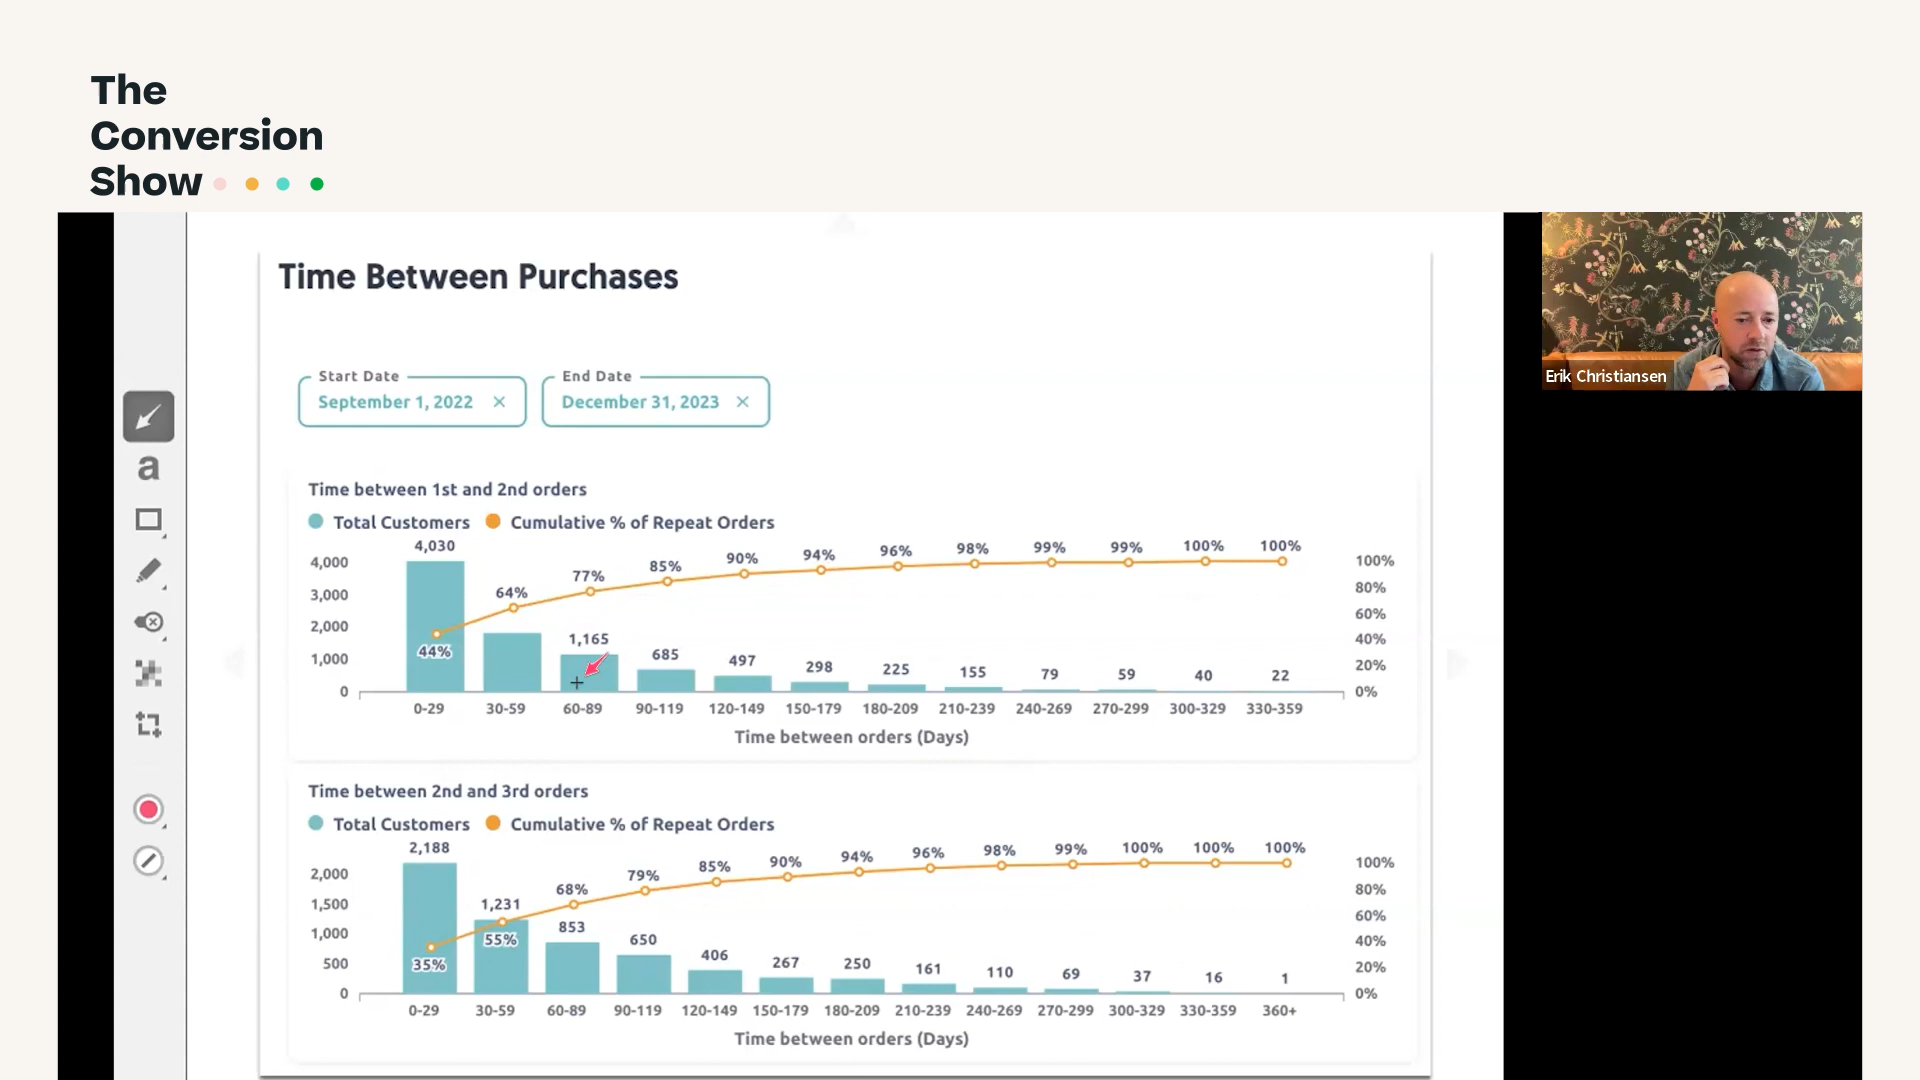 The
Conversion
Show
Time Between Purchases
Start Date
September 1, 2022 ×
End Date
December 31, 2023 ×
a
Time between 1st and 2nd orders
Total Customers Cumulative % of Repeat Orders
4,030 64% 77% 85% 90% 94% 96% 98% 99% 99% 100% 100%
44% 1,165 685 497 298 225 155 79 59 40 22
4,000
3,000
2,000
1,000
0
100%
80%
60%
40%
20%
0%
0-29 30-59 60-89 90-119 120-149 150-179 180-209 210-239 240-269 270-299 300-329 330-359
Time between orders (Days)
Time between 2nd and 3rd orders
Total Customers Cumulative % of Repeat Orders
2,188 1,231 68% 79% 85% 90% 94% 96% 98% 99% 100% 100% 100%
35% 55% 853 650 406 267 250 161 110 69 37 16 1
2,000
1,500
1,000
500
0
100%
80%
60%
40%
20%
0%
0-29 30-59 60-89 90-119 120-149 150-179 180-209 210-239 240-269 270-299 300-329 330-359 360+
Time between orders (Days)
Erik Christiansen